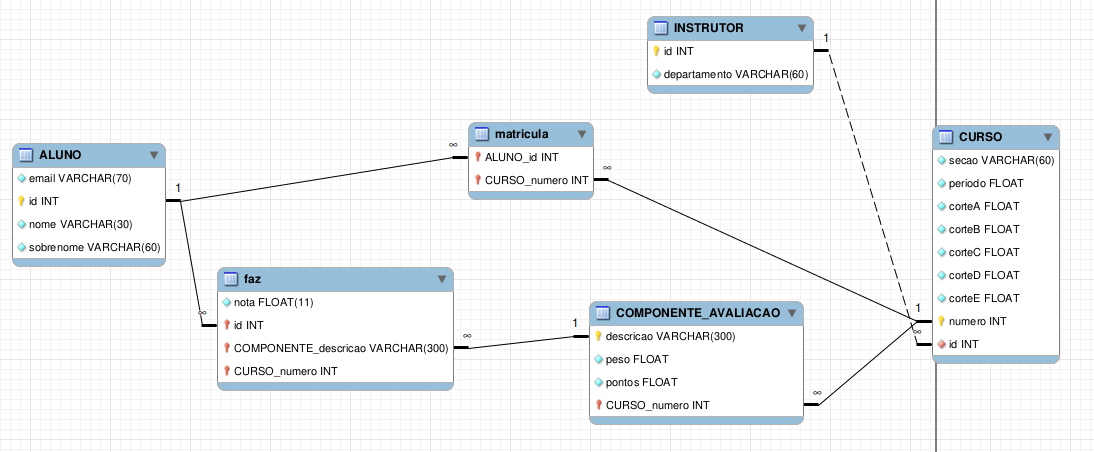 INSTRUTOR
id INT
departamento VARCHAR(60)
1
matricula
ALUNO_id INT
CURSO_numero INT
∞
∞
ALUNO
email VARCHAR(70)
id INT
nome VARCHAR(30)
sobrenome VARCHAR(60)
1
CURSO
secao VARCHAR(60)
periodo FLOAT
corteA FLOAT
corteB FLOAT
corteC FLOAT
corteD FLOAT
corteE FLOAT
numero INT
id INT
1
∞
faz
nota FLOAT(11)
id INT
COMPONENTE_descricao VARCHAR(300)
CURSO_numero INT
∞
∞
COMPONENTE_AVALIACAO
descricao VARCHAR(300)
peso FLOAT
pontos FLOAT
CURSO_numero INT
1
∞